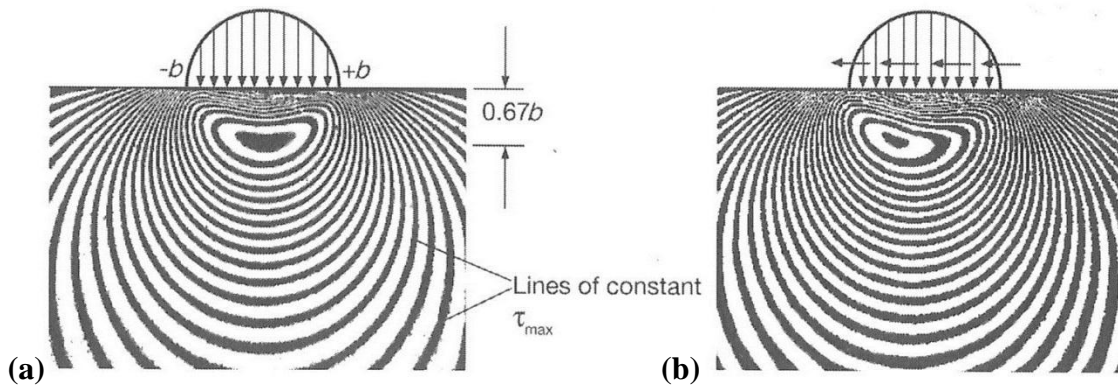 -b
+b
0.67b
Lines of constant
τmax
(a)
(b)